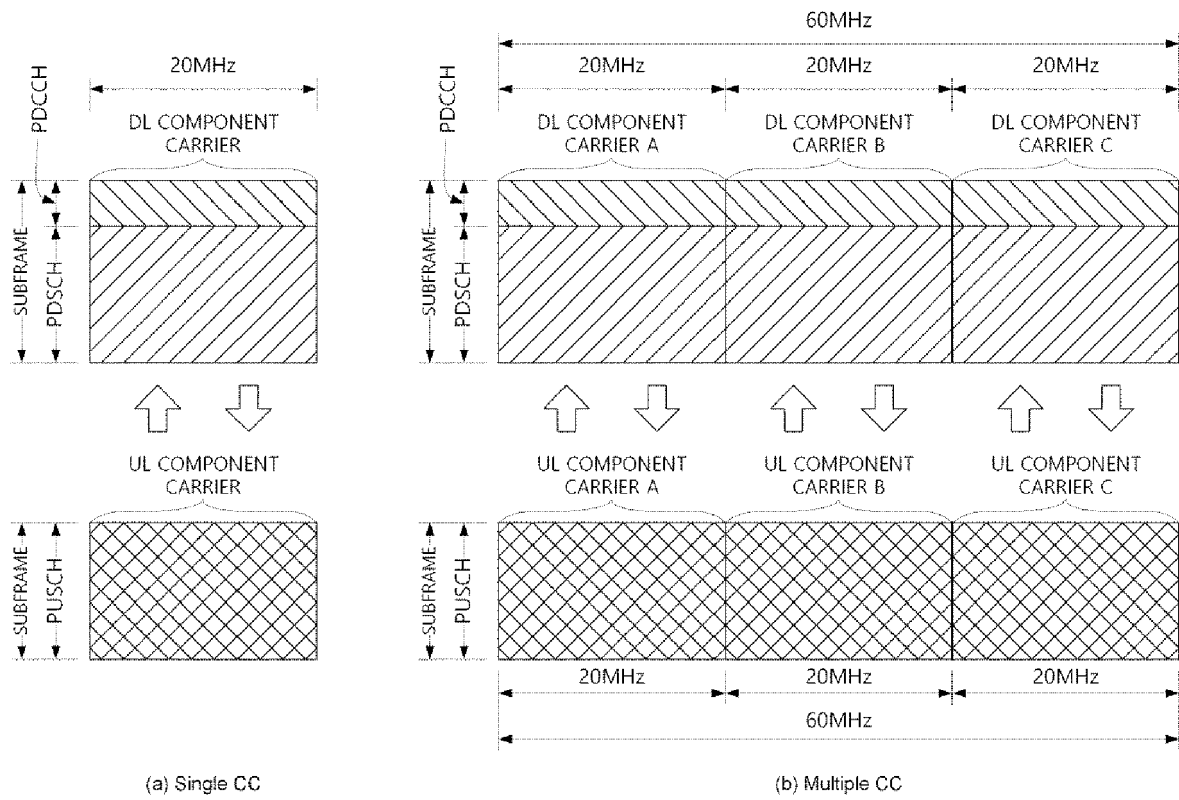 60MHz
20MHz
20MHz
20MHz
20MHz
PDCCH
DL COMPONENT
CARRIER
PDCCH
DL COMPONENT
CARRIER A
DL COMPONENT
CARRIER B
DL COMPONENT
CARRIER C
SUBFRAME
PDSCH
SUBFRAME
PDSCH
UL COMPONENT
CARRIER
UL COMPONENT
CARRIER A
UL COMPONENT
CARRIER B
UL COMPONENT
CARRIER C
SUBFRAME
PUSCH
SUBFRAME
PUSCH
20MHz
20MHz
20MHz
60MHz
(a) Single CC
(b) Multiple CC